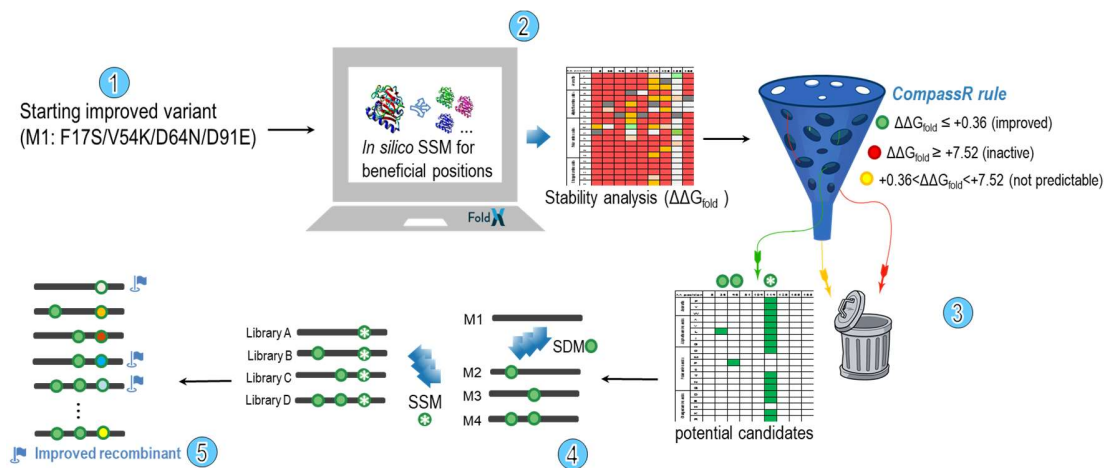 1
Starting improved variant
(M1: F17S/V54K/D64N/D91E)
2
In silico SSM for
beneficial positions
...
FoldX
Stability analysis (ΔΔGfold )
CompassR rule
ΔΔGfold ≤ +0.36 (improved)
ΔΔGfold ≥ +7.52 (inactive)
+0.36<ΔΔGfold<+7.52 (not predictable)
3
potential candidates
M1
SDM
M2
M3
M4
4
Library A
Library B
Library C
Library D
SSM
5
Improved recombinant